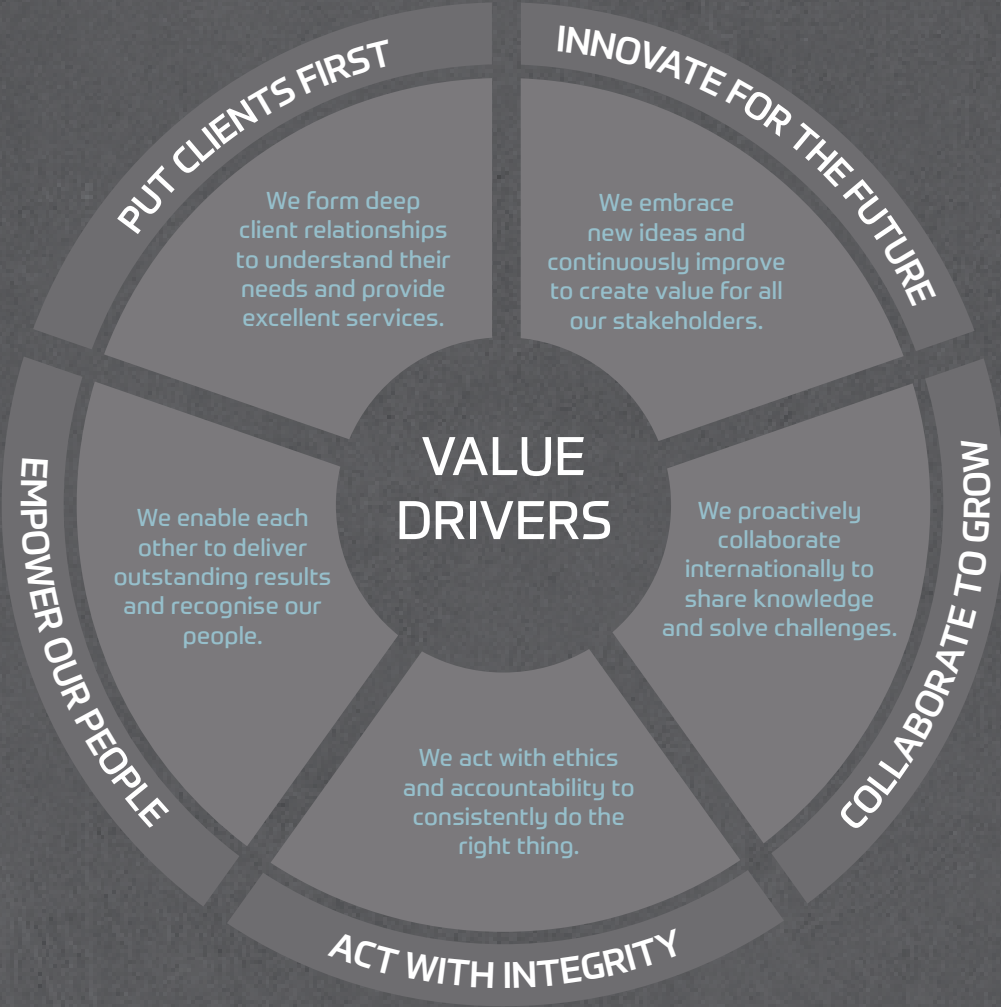 VALUE
DRIVERS
PUT CLIENTS FIRST
We form deep
client relationships
to understand their
needs and provide
excellent services.
INNOVATE FOR THE FUTURE
We embrace
new ideas and
continuously improve
to create value for all
our stakeholders.
COLLABORATE TO GROW
We proactively
collaborate
internationally to
share knowledge
and solve challenges.
ACT WITH INTEGRITY
We act with ethics
and accountability to
consistently do the
right thing.
EMPOWER OUR PEOPLE
We enable each
other to deliver
outstanding results
and recognise our
people.